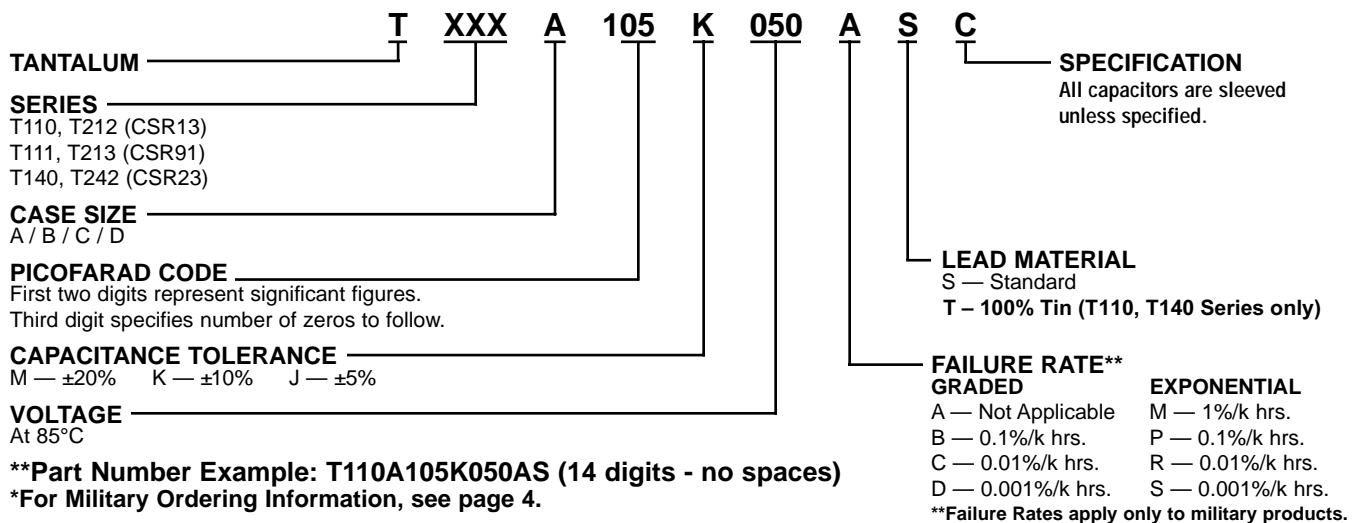 T XXX A 105 K 050 A S C
TANTALUM
SERIES
T110, T212 (CSR13)
T111, T213 (CSR91)
T140, T242 (CSR23)
CASE SIZE
A / B / C / D
PICOFARAD CODE
First two digits represent significant figures.
Third digit specifies number of zeros to follow.
CAPACITANCE TOLERANCE
M — ±20% K — ±10% J — ±5%
VOLTAGE
At 85°C
**Part Number Example: T110A105K050AS (14 digits - no spaces)
*For Military Ordering Information, see page 4.
SPECIFICATION
All capacitors are sleeved
unless specified.
LEAD MATERIAL
S — Standard
T – 100% Tin (T110, T140 Series only)
FAILURE RATE**
GRADED EXPONENTIAL
A — Not Applicable M — 1%/k hrs.
B — 0.1%/k hrs. P — 0.1%/k hrs.
C — 0.01%/k hrs. R — 0.01%/k hrs.
D — 0.001%/k hrs. S — 0.001%/k hrs.
**Failure Rates apply only to military products.